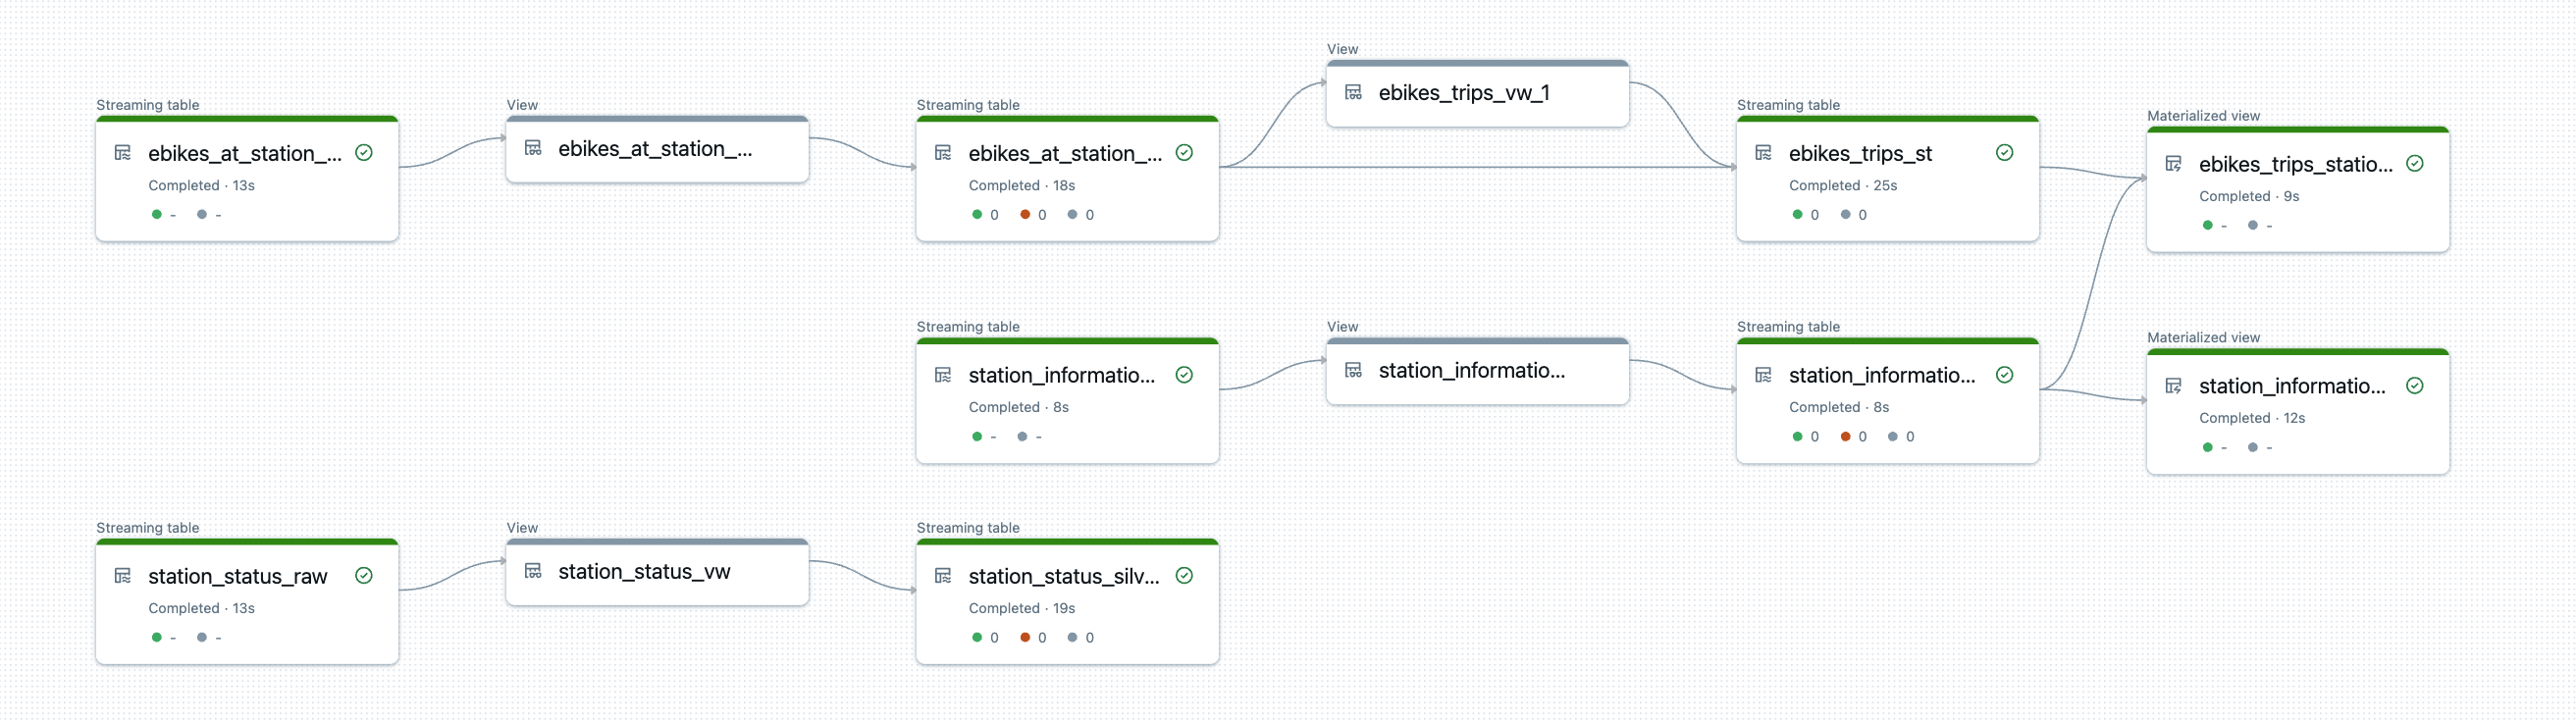 View
ebikes_trips_vw_1
Streaming table
ebikes_at_station_...
Completed · 13s
- -
View
ebikes_at_station_...
Streaming table
ebikes_at_station_...
Completed · 18s
0 0 0
Streaming table
ebikes_trips_st
Completed · 25s
0 0
Materialized view
ebikes_trips_statio...
Completed · 9s
- -
Streaming table
station_informatio...
Completed · 8s
- -
View
station_informatio...
Streaming table
station_informatio...
Completed · 8s
0 0 0
Materialized view
station_informatio...
Completed · 12s
- -
Streaming table
station_status_raw
Completed · 13s
- -
View
station_status_vw
Streaming table
station_status_silv...
Completed · 19s
0 0 0